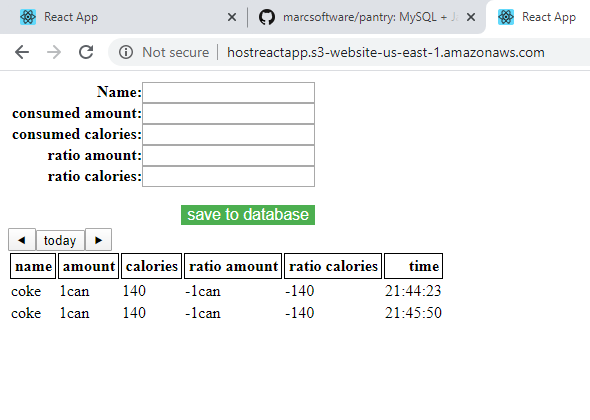 React App
marcsoftware/pantry: MySQL + J
React App
Not secure
hostreactapp.s3-website-us-east-1.amazonaws.com
Name:
consumed amount:
consumed calories:
ratio amount:
ratio calories:
save to database
◄ today ►
name amount calories ratio amount ratio calories time
coke 1can 140 -1can -140 21:44:23
coke 1can 140 -1can -140 21:45:50